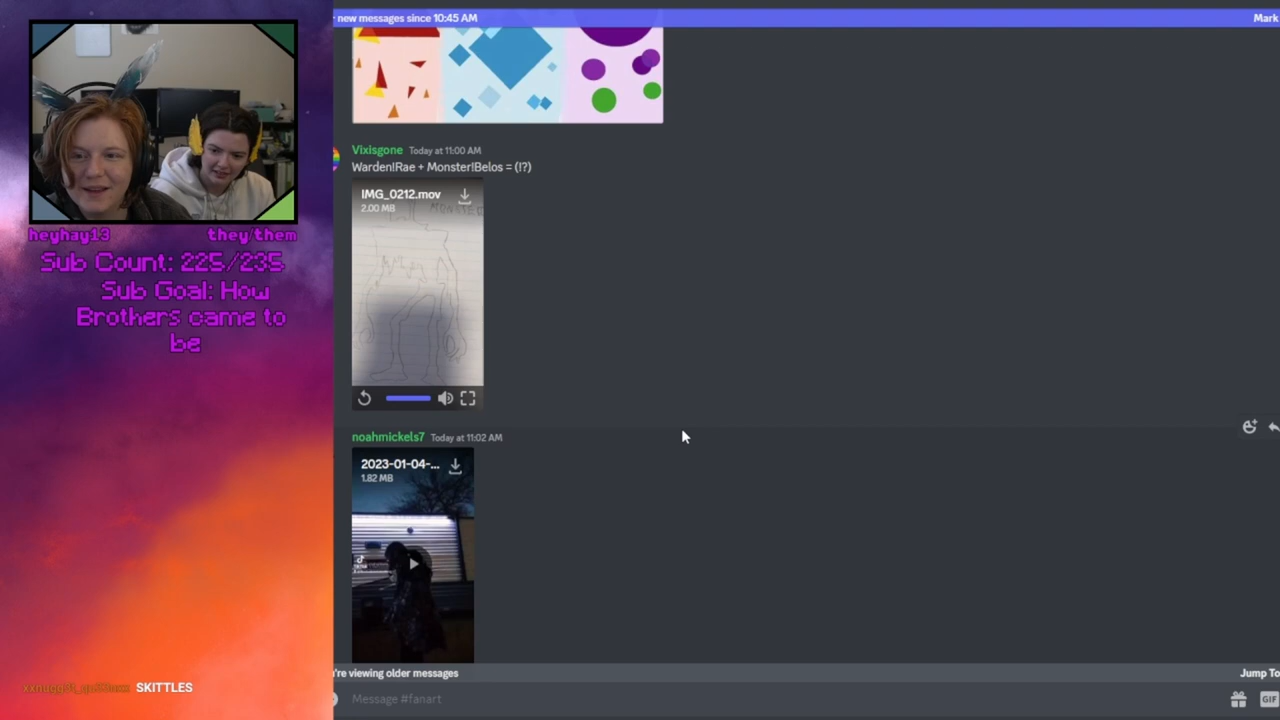 new messages since 10:45 AM
Mark
Vixisgone Today at 11:00 AM
Warden!Rae + Monster!Belos = (!?)
IMG_0212.mov
2.00 MB
heyhay13
they/them
Sub Count: 225/235
Sub Goal: How
Brothers came to
be
noahmickels7 Today at 11:02 AM
2023-01-04-...
1.82 MB
're viewing older messages
Jump To
Message #fanart
GIF
SKITTLES